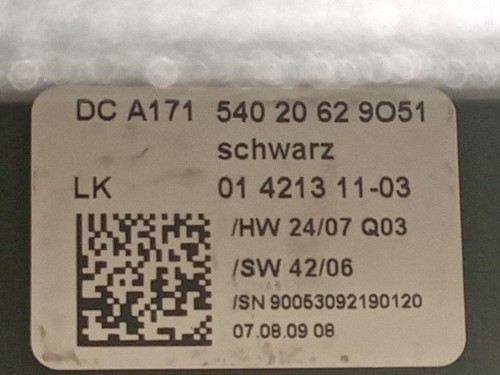 DC A171 540 20 62 9O51
schwarz
LK 01 4213 11-03
/HW 24/07 Q03
/SW 42/06
/SN 90053092190120
07.08.09 08